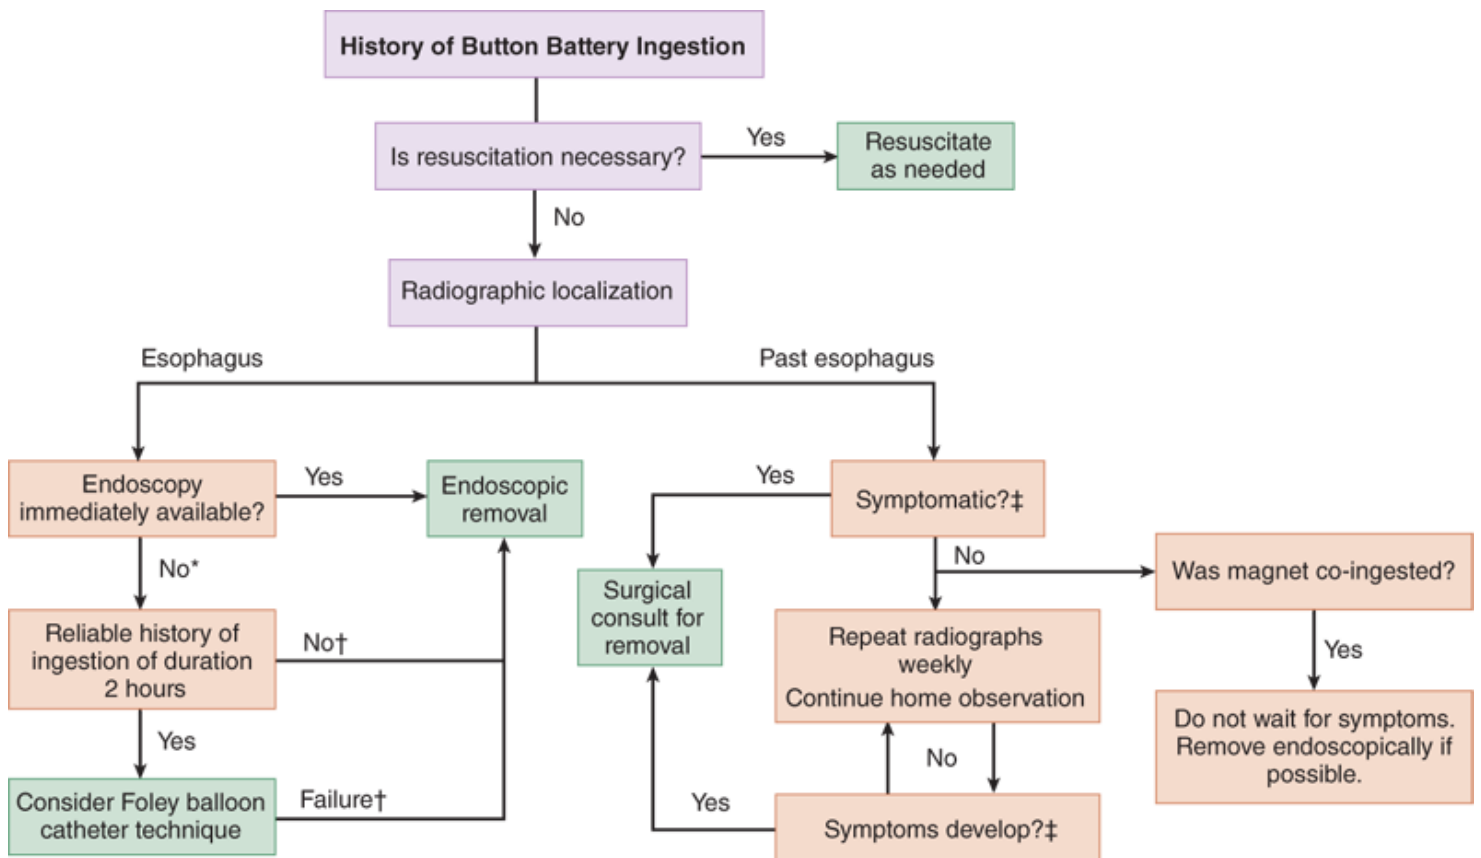 History of Button Battery Ingestion
Is resuscitation necessary?
Yes
Resuscitate
as needed
No
Radiographic localization
Esophagus
Past esophagus
Endoscopy
immediately available?
Yes
Endoscopic
removal
No*
Reliable history of
ingestion of duration
2 hours
No†
Yes
Consider Foley balloon
catheter technique
Failure†
Symptomatic?‡
Yes
Surgical
consult for
removal
No
Was magnet co-ingested?
Yes
Do not wait for symptoms.
Remove endoscopically if
possible.
Repeat radiographs
weekly
Continue home observation
No
Symptoms develop?‡
Yes